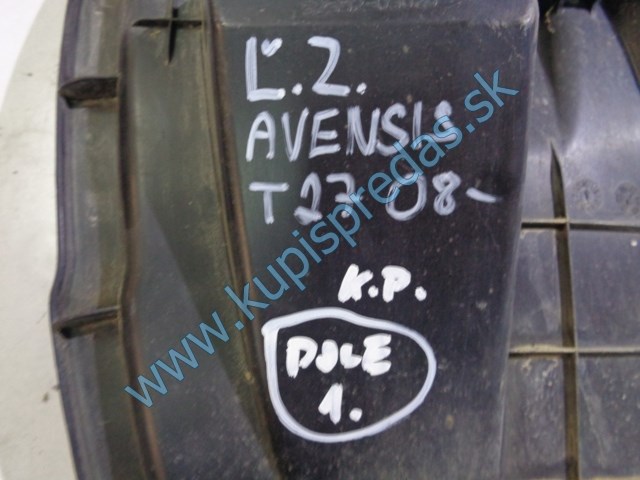 Ľ.Z.
AVENSIS
T27 08-
K.P.
POLE
1.
www.kupispredas.sk